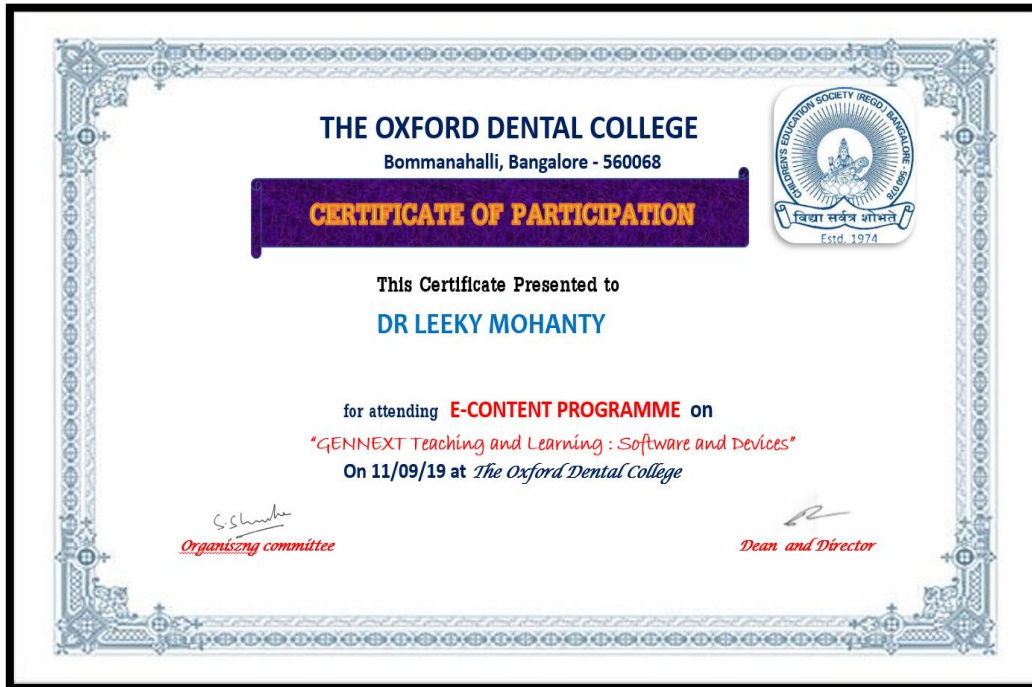 THE OXFORD DENTAL COLLEGE
Bommanahalli, Bangalore - 560068
CHILDREN'S EDUCATION SOCIETY (REGD.) BANGALORE - 560 078
विद्या सर्वत्र शोभते
Estd. 1974
CERTIFICATE OF PARTICIPATION
This Certificate Presented to
DR LEEKY MOHANTY
for attending E-CONTENT PROGRAMME on
"GENNEXT Teaching and Learning : Software and Devices"
On 11/09/19 at The Oxford Dental College
Organiszng committee
Dean and Director